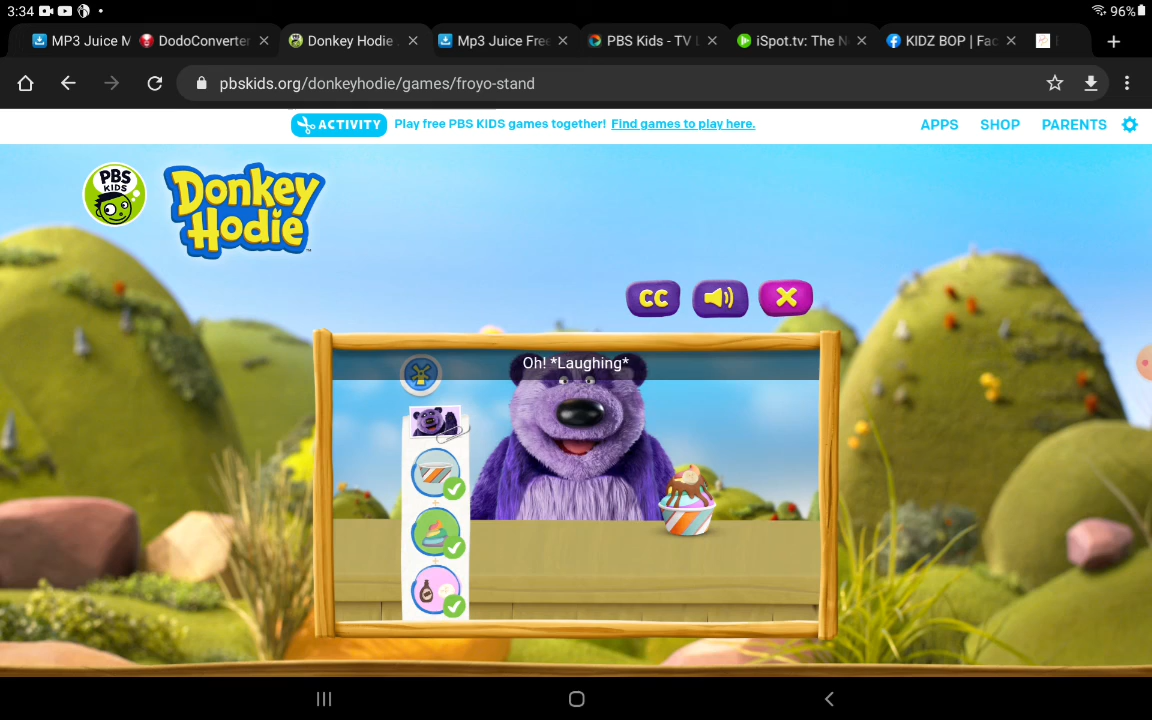 3:34
96%
MP3 Juice M
DodoConverter
Donkey Hodie
Mp3 Juice Free
PBS Kids - TV
iSpot.tv: The N
KIDZ BOP | Fac
pbskids.org/donkeyhodie/games/froyo-stand
ACTIVITY Play free PBS KIDS games together! Find games to play here.
APPS SHOP PARENTS
PBS
KIDS
Donkey
Hodie
CC
Oh! *Laughing*